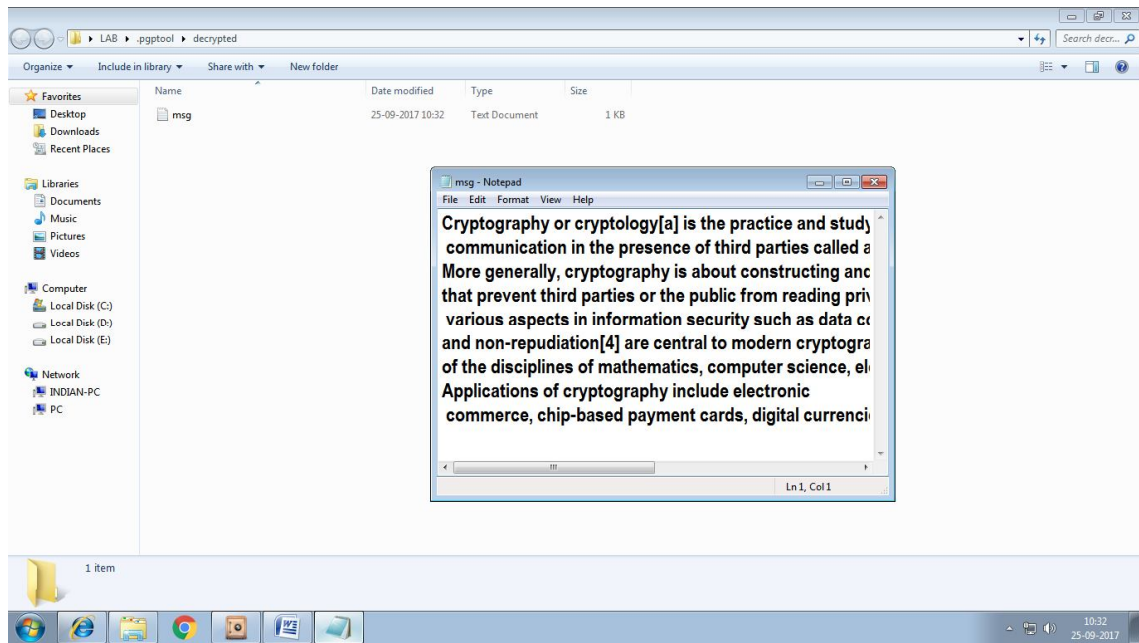 LAB .pgptool decrypted
Search decr...
Organize Include in library Share with New folder
Name Date modified Type Size
msg 25-09-2017 10:32 Text Document 1 KB
Favorites
Desktop
Downloads
Recent Places
Libraries
Documents
Music
Pictures
Videos
Computer
Local Disk (C:)
Local Disk (D:)
Local Disk (E:)
Network
INDIAN-PC
PC
msg - Notepad
File Edit Format View Help
Cryptography or cryptology[a] is the practice and study
communication in the presence of third parties called a
More generally, cryptography is about constructing and
that prevent third parties or the public from reading priv
various aspects in information security such as data co
and non-repudiation[4] are central to modern cryptogra
of the disciplines of mathematics, computer science, el
Applications of cryptography include electronic
commerce, chip-based payment cards, digital currenci
Ln 1, Col 1
1 item
10:32
25-09-2017